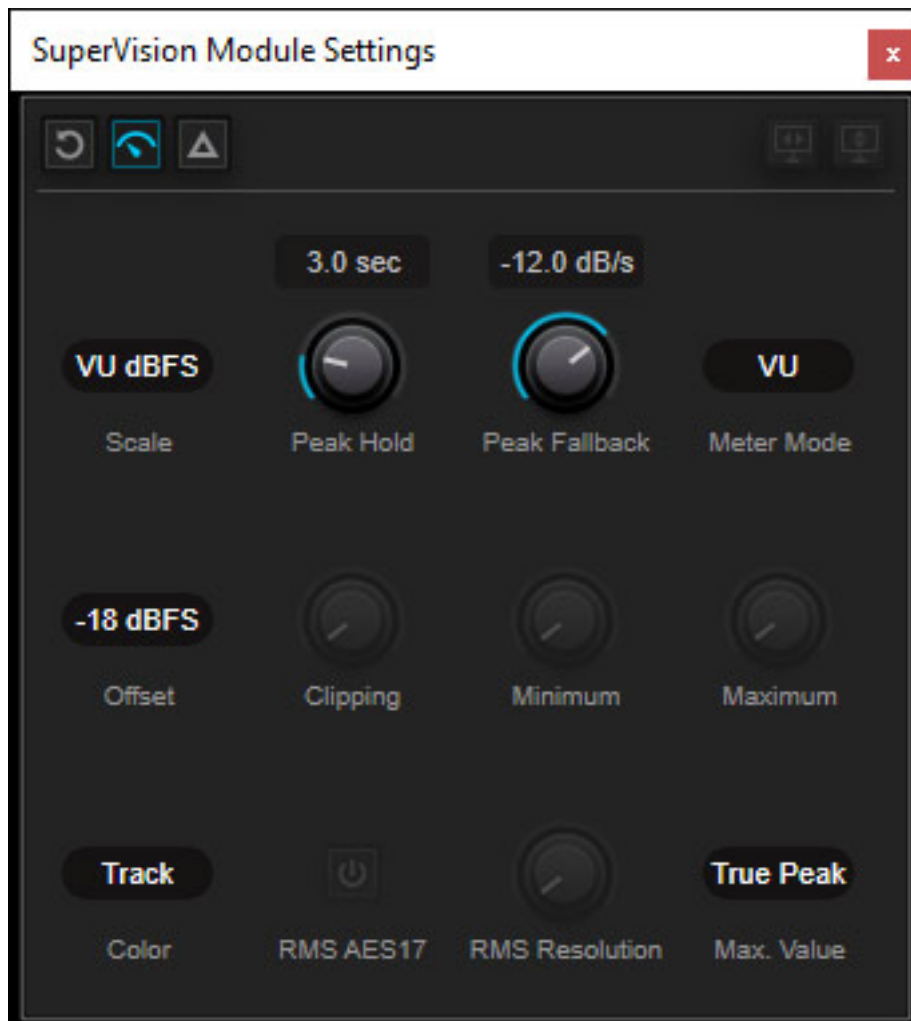 SuperVision Module Settings
x
3.0 sec
-12.0 dB/s
VU dBFS
VU
Scale
Peak Hold
Peak Fallback
Meter Mode
-18 dBFS
Offset
Clipping
Minimum
Maximum
Track
True Peak
Color
RMS AES17
RMS Resolution
Max. Value